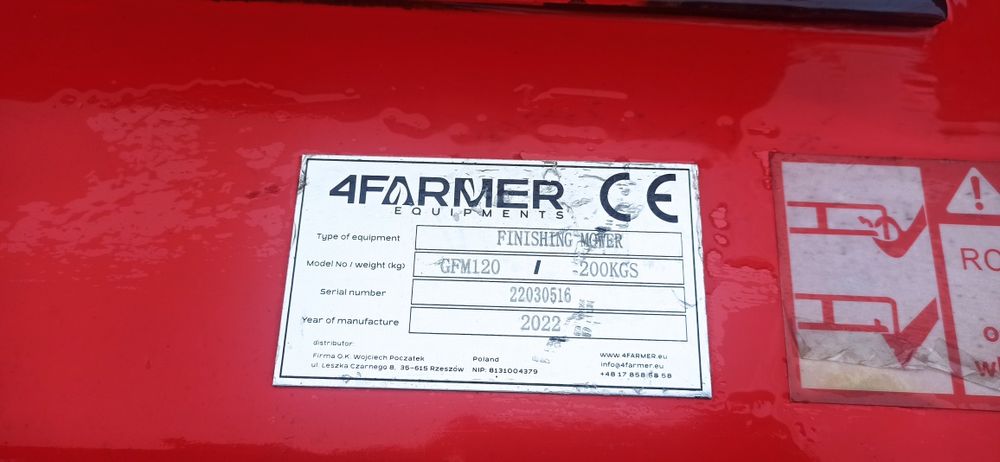 4FARMER CE
EQUIPMENTS
Type of equipment FINISHING MOWER
Model No / weight (kg) GFM120 / -200KGS
Serial number 22030516
Year of manufacture 2022
distributor:
Firma G.K. Wojciech Początek Poland www.4FARMER.eu
ul. Leszka Czarnego 8, 35-615 Rzeszów NIP: 8131004379 info@4farmer.eu
+48 17 858 58 58
RO
o
w